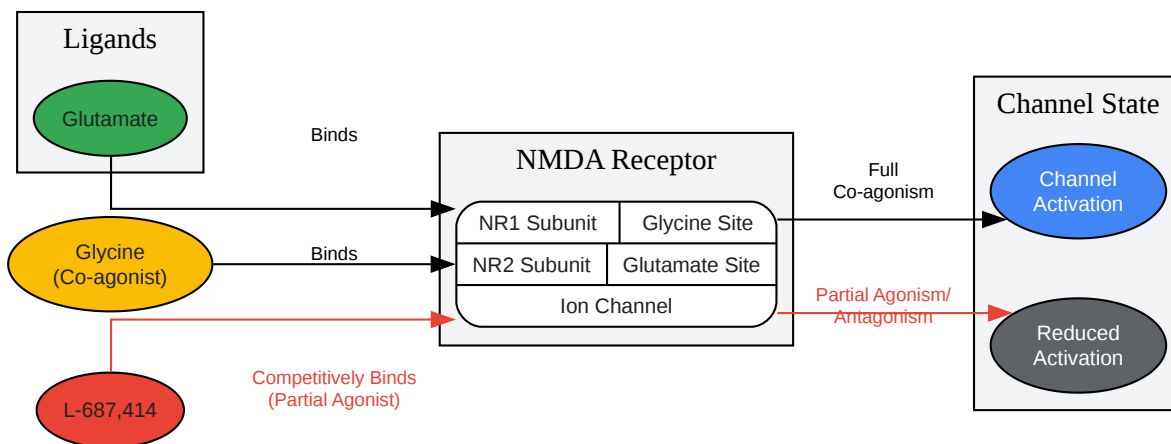 Ligands
Glutamate
Binds
Glycine
(Co-agonist)
Binds
L-687,414
Competitively Binds
(Partial Agonist)
NMDA Receptor
NR1 Subunit
Glycine Site
NR2 Subunit
Glutamate Site
Ion Channel
Full
Co-agonism
Partial Agonism/
Antagonism
Channel State
Channel
Activation
Reduced
Activation